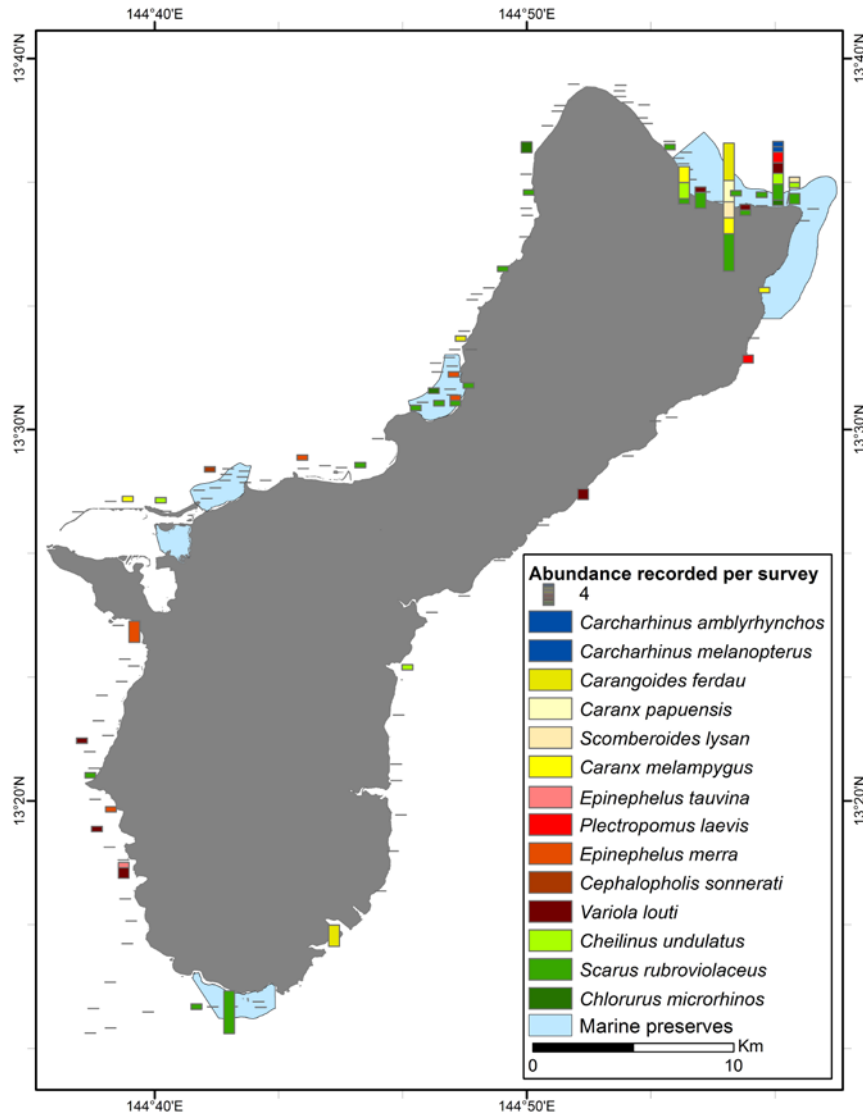 144°40'E
144°50'E
13°40'N
13°40'N
13°30'N
13°30'N
13°20'N
13°20'N
Abundance recorded per survey
4
Carcharhinus amblyrhynchos
Carcharhinus melanopterus
Carangoides ferdau
Caranx papuensis
Scomberoides lysan
Caranx melampygus
Epinephelus tauvina
Plectropomus laevis
Epinephelus merra
Cephalopholis sonnerati
Variola louti
Cheilinus undulatus
Scarus rubroviolaceus
Chlorurus microrhinos
Marine preserves
Km
0 10
144°40'E
144°50'E